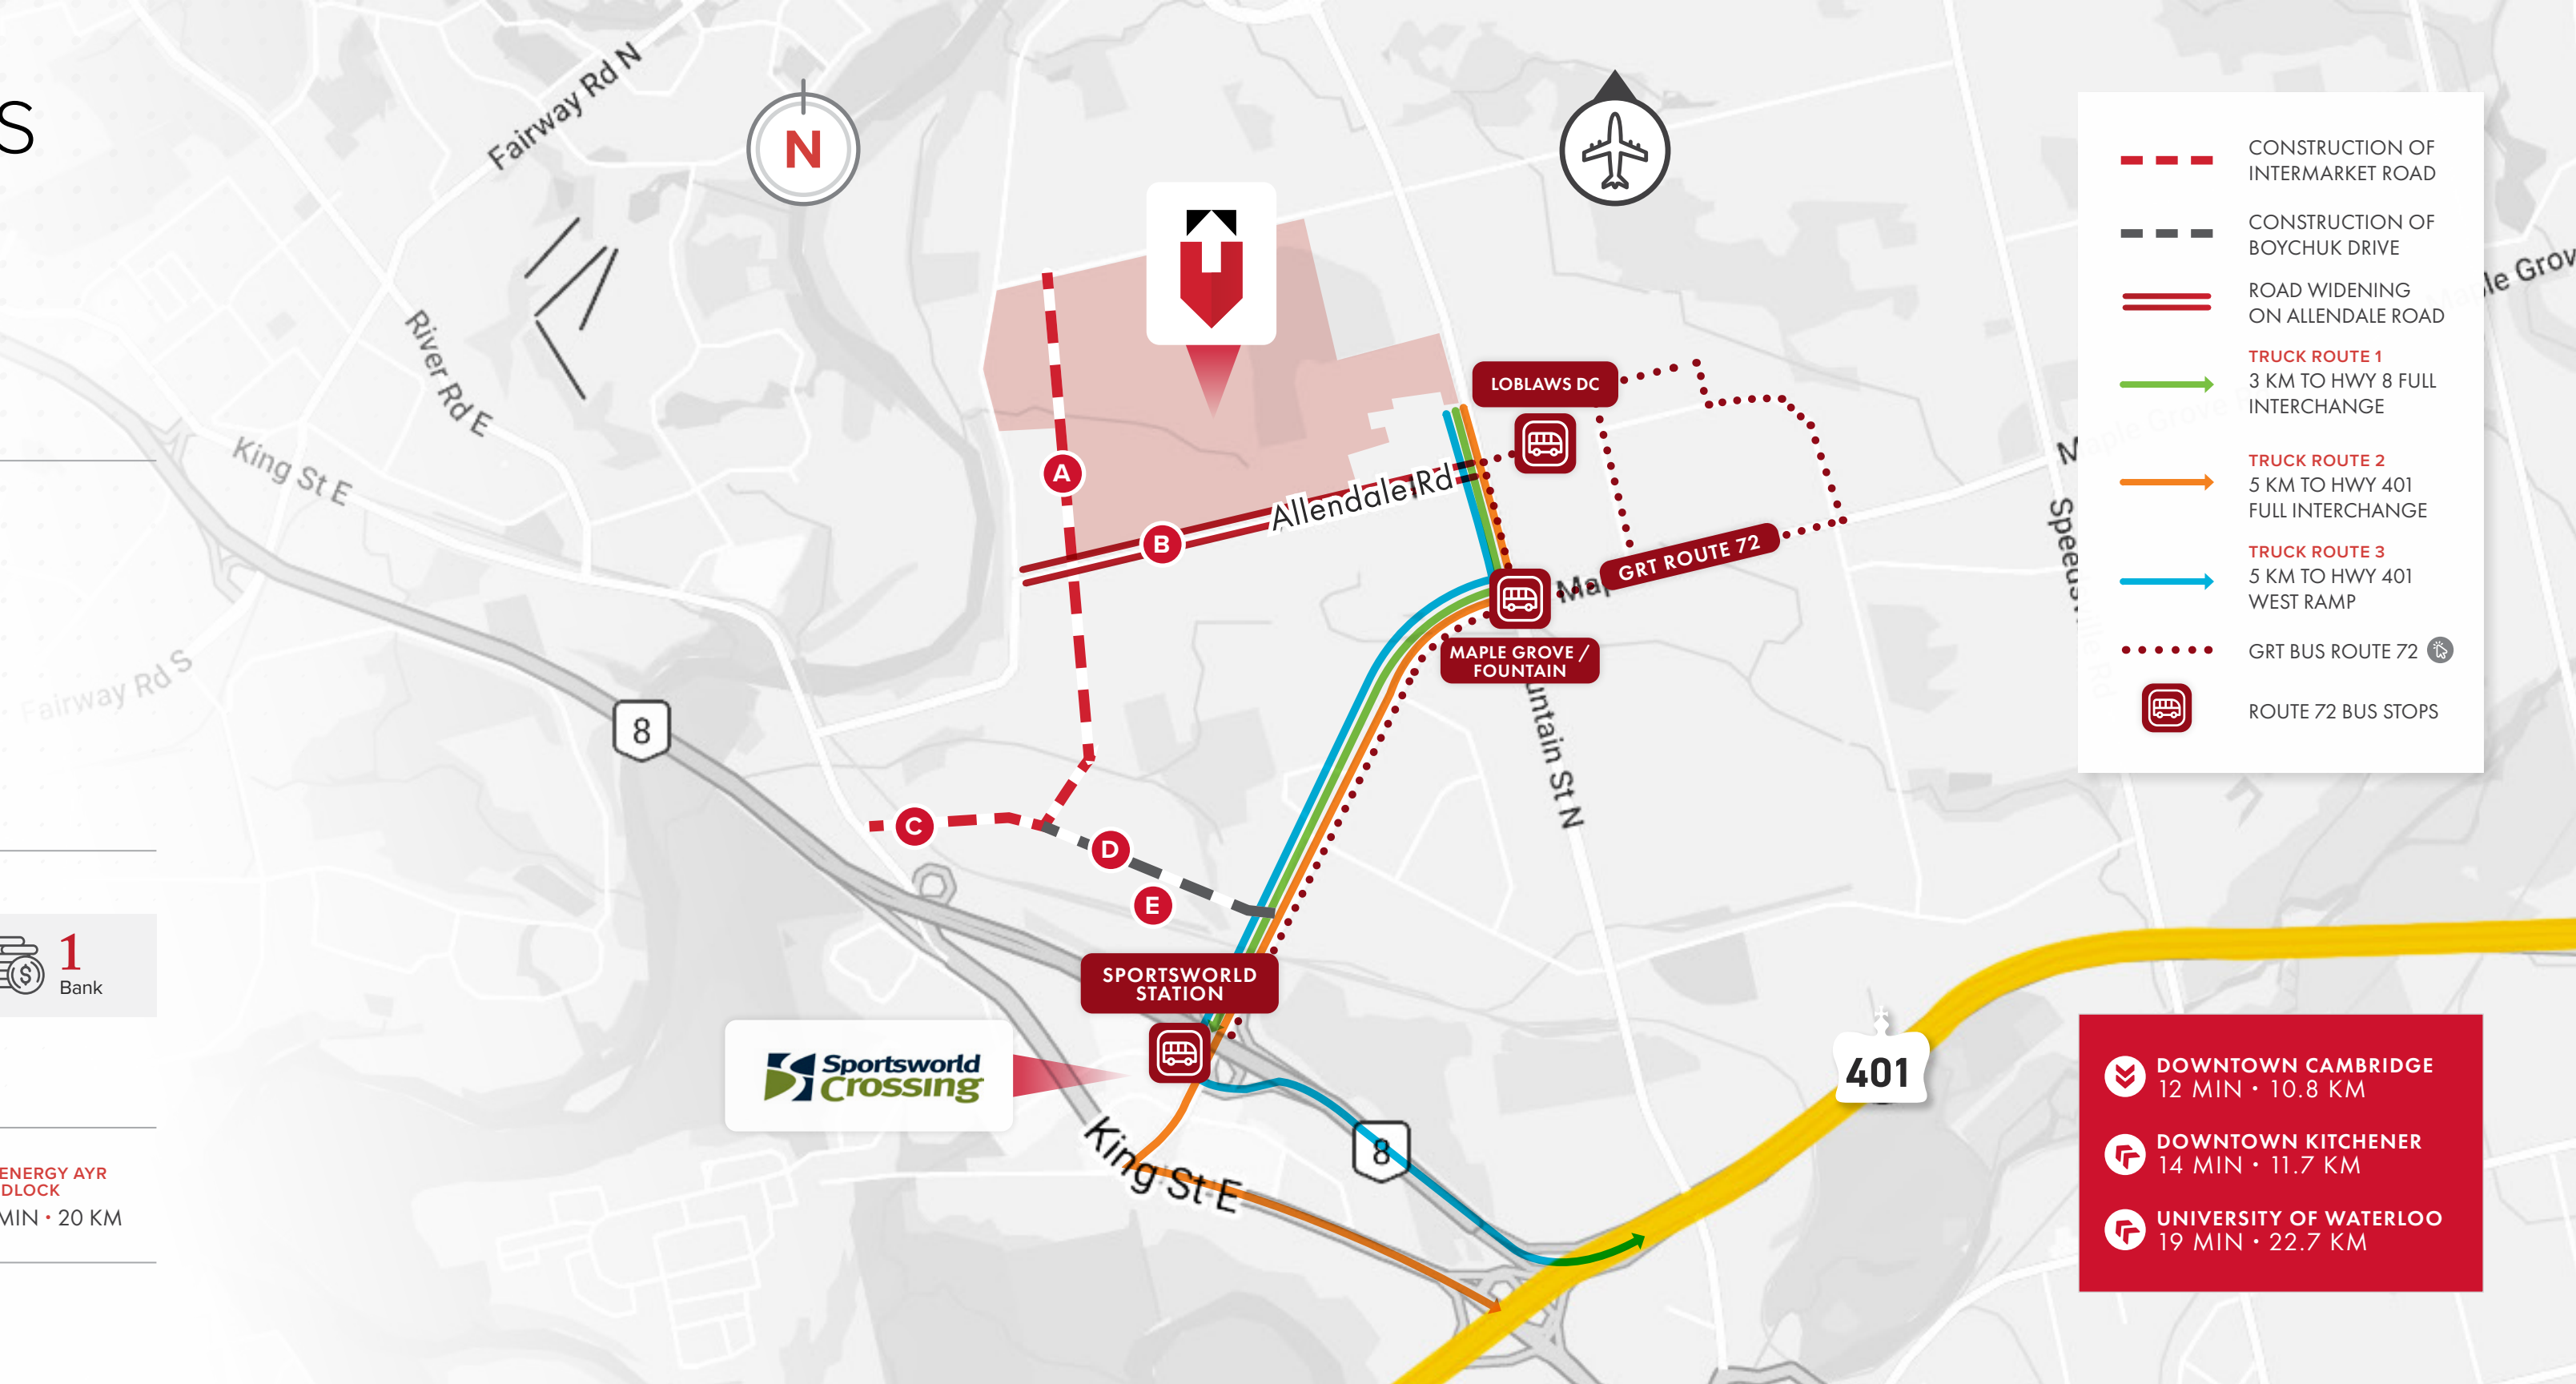 S
Fairway Rd N
N
CONSTRUCTION OF
INTERMARKET ROAD
CONSTRUCTION OF
BOYCHUK DRIVE
ROAD WIDENING
ON ALLENDALE ROAD
TRUCK ROUTE 1
3 KM TO HWY 8 FULL
INTERCHANGE
TRUCK ROUTE 2
5 KM TO HWY 401
FULL INTERCHANGE
TRUCK ROUTE 3
5 KM TO HWY 401
WEST RAMP
GRT BUS ROUTE 72
ROUTE 72 BUS STOPS
River Rd E
King St E
Fairway Rd S
8
LOBLAWS DC
A
Allendale Rd
B
GRT ROUTE 72
Map
MAPLE GROVE /
FOUNTAIN
untain St N
C
D
E
SPORTSWORLD
STATION
Sportsworld
Crossing
King St E
8
401
1
Bank
ENERGY AYR
DLOCK
MIN • 20 KM
DOWNTOWN CAMBRIDGE
12 MIN • 10.8 KM
DOWNTOWN KITCHENER
14 MIN • 11.7 KM
UNIVERSITY OF WATERLOO
19 MIN • 22.7 KM